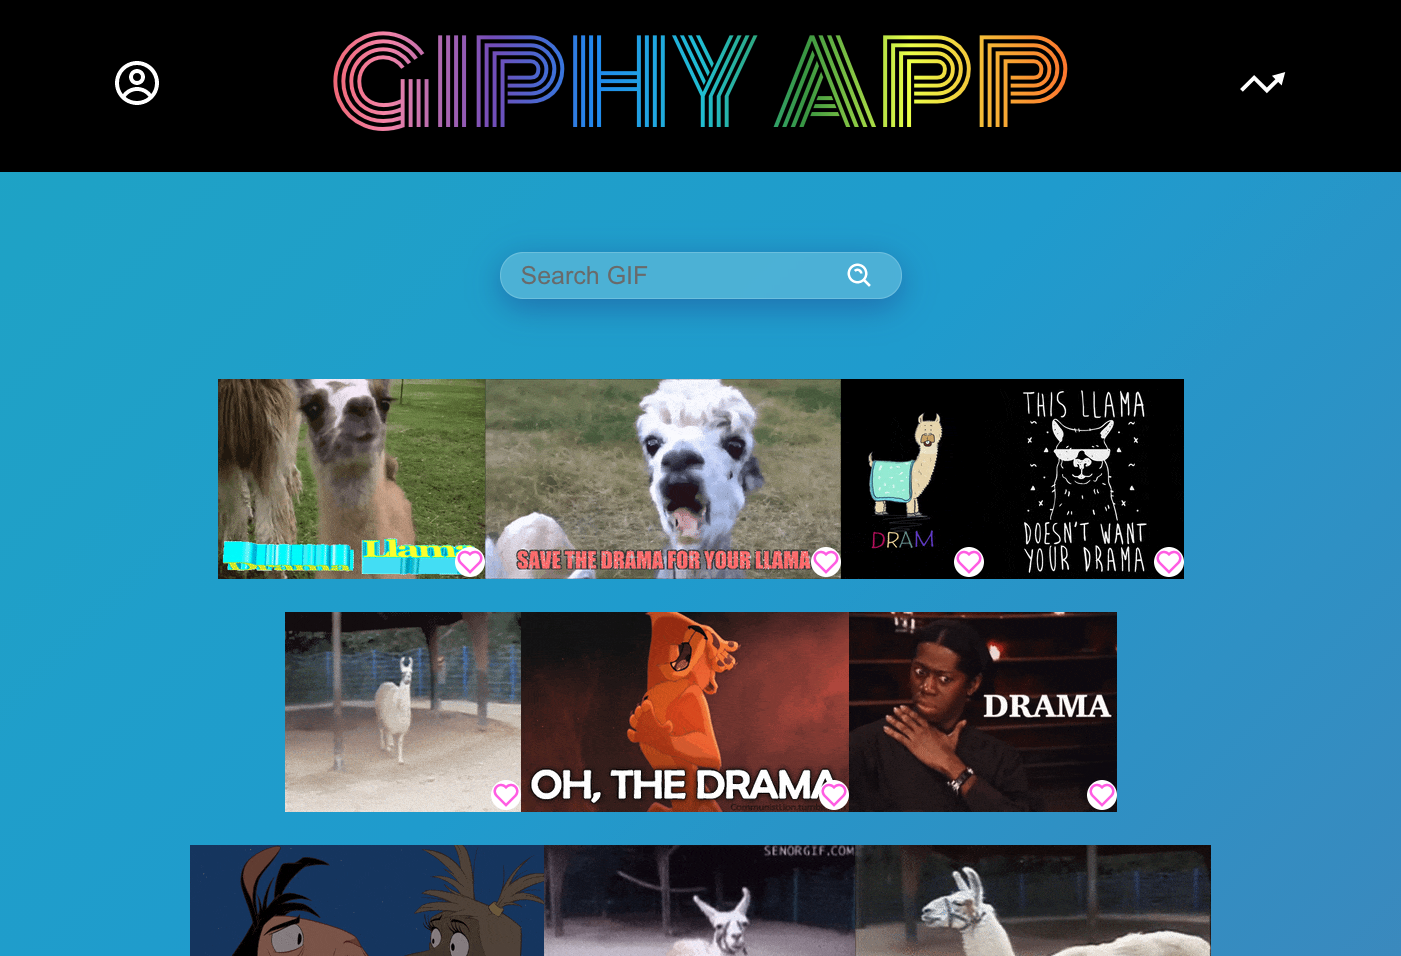 GIPHY APP
Search GIF
Llama
SAVE THE DRAMA FOR YOUR LLAMA
DRAM
THIS LLAMA
DOESN'T WANT
YOUR DRAMA
OH, THE DRAMA
DRAMA
SENORGIF.COM